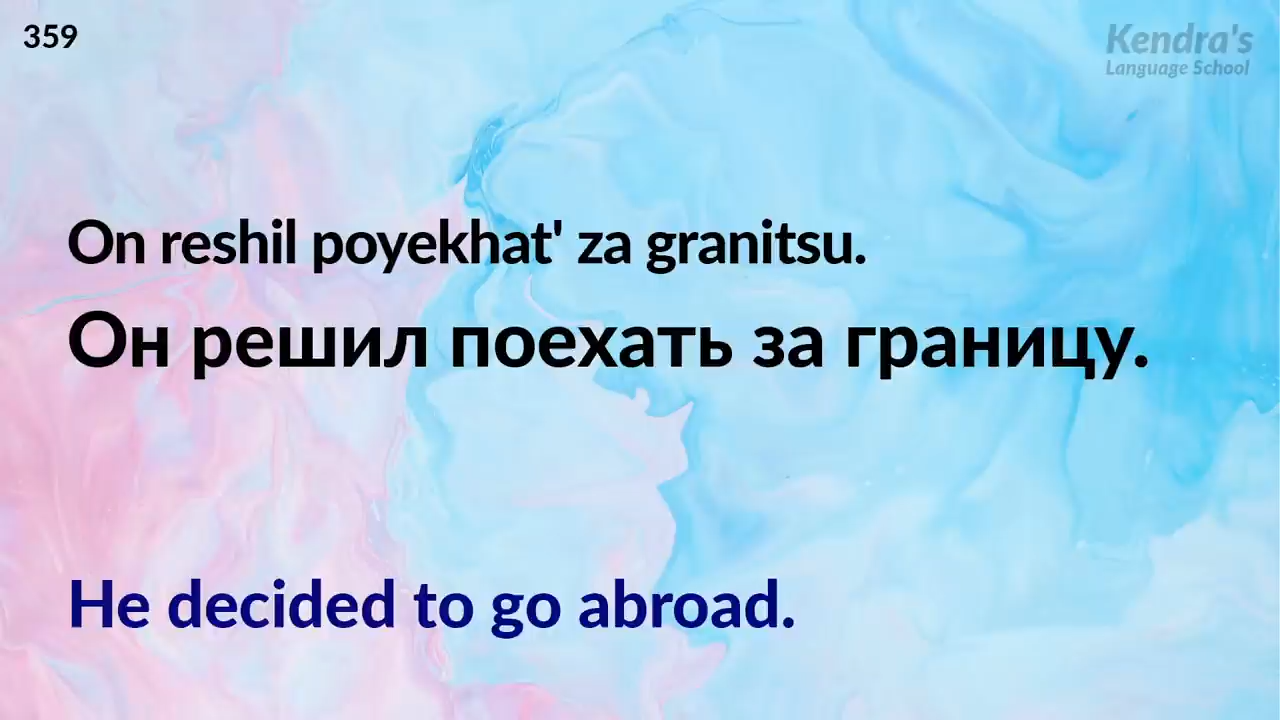 359
Kendra's
Language School
On reshil poyekhat' za granitsu.
Он решил поехать за границу.
He decided to go abroad.